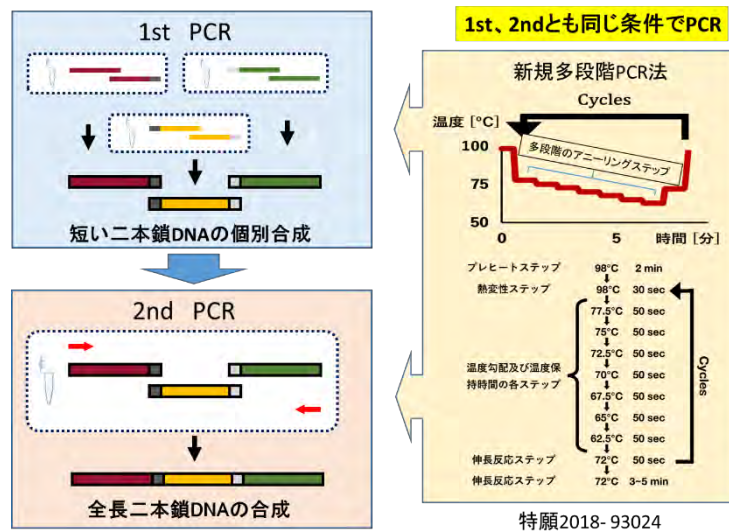 1st PCR
短い二本鎖DNAの個別合成
2nd PCR
全長二本鎖DNAの合成
1st、2ndとも同じ条件でPCR
新規多段階PCR法
Cycles
温度 [°C]
多段階のアニーリングステップ
100
75
50
0
5
時間 [分]
プレヒートステップ 98°C 2 min
熱変性ステップ 98°C 30 sec
77.5°C 50 sec
75°C 50 sec
72.5°C 50 sec
温度勾配及び温度保
持時間の各ステップ
70°C 50 sec
67.5°C 50 sec
65°C 50 sec
62.5°C 50 sec
伸長反応ステップ 72°C 50 sec
伸長反応ステップ 72°C 3-5 min
Cycles
特願2018- 93024